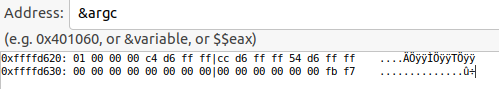 Address: &argc
(e.g. 0x401060, or &variable, or $$eax)
0xffffd620: 01 00 00 00 c4 d6 ff ff|cc d6 ff ff 54 d6 ff ff ....ÄÖÿÿÌÖÿÿTÖÿÿ
0xffffd630: 00 00 00 00 00 00 00 00|00 00 00 00 00 00 fb f7 ..............û÷